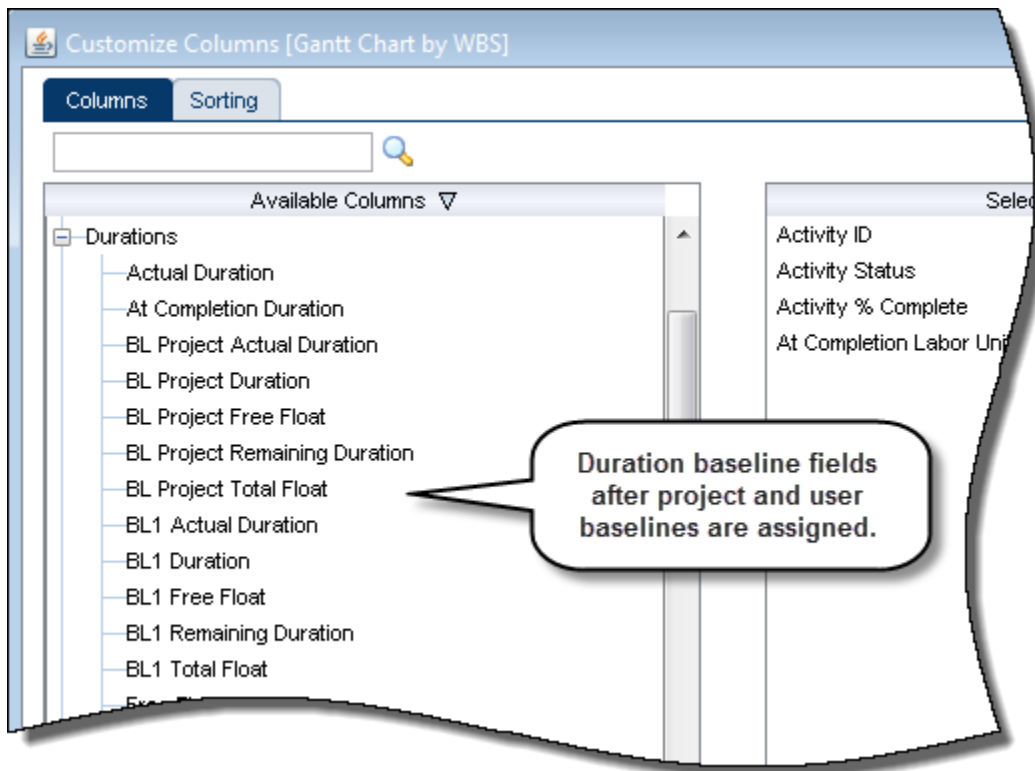 Customize Columns [Gantt Chart by WBS]
Columns
Sorting
Available Columns
Durations
Actual Duration
At Completion Duration
BL Project Actual Duration
BL Project Duration
BL Project Free Float
BL Project Remaining Duration
BL Project Total Float
BL1 Actual Duration
BL1 Duration
BL1 Free Float
BL1 Remaining Duration
BL1 Total Float
Activity ID
Activity Status
Activity % Complete
At Completion Labor
Duration baseline fields
after project and user
baselines are assigned.